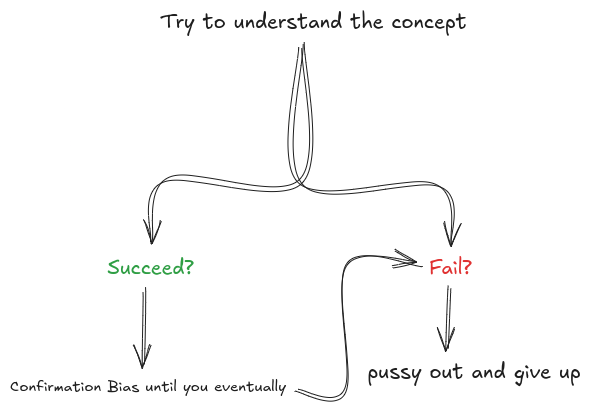 Try to understand the concept
Succeed?
Fail?
Confirmation Bias until you eventually
pussy out and give up